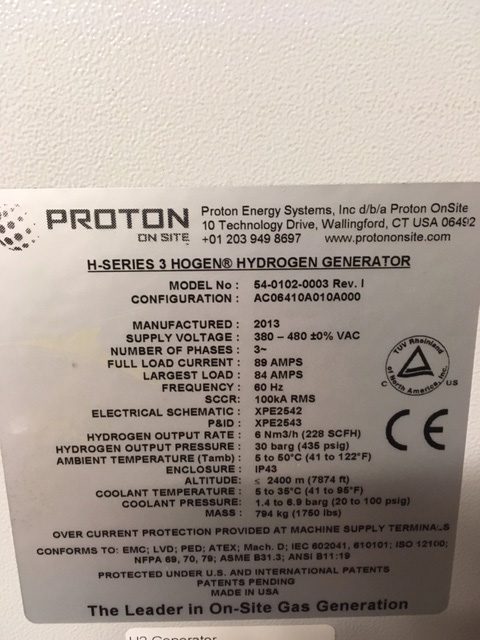 PROTON
ON SITE
Proton Energy Systems, Inc d/b/a Proton OnSite
10 Technology Drive, Wallingford, CT USA 06492
+01 203 949 8697 www.protononsite.com
H-SERIES 3 HOGEN® HYDROGEN GENERATOR
MODEL No : 54-0102-0003 Rev. I
CONFIGURATION : AC06410A010A000
MANUFACTURED : 2013
SUPPLY VOLTAGE : 380 – 480 ±0% VAC
NUMBER OF PHASES : 3~
FULL LOAD CURRENT : 89 AMPS
LARGEST LOAD : 84 AMPS
FREQUENCY : 60 Hz
SCCR: 100kA RMS
ELECTRICAL SCHEMATIC : XPE2542
P&ID : XPE2543
HYDROGEN OUTPUT RATE : 6 Nm3/h (228 SCFH)
HYDROGEN OUTPUT PRESSURE : 30 barg (435 psig)
AMBIENT TEMPERATURE (Tamb) : 5 to 50°C (41 to 122°F)
ENCLOSURE : IP43
ALTITUDE : ≤ 2400 m (7874 ft)
COOLANT TEMPERATURE : 5 to 35°C (41 to 95°F)
COOLANT PRESSURE : 1.4 to 6.9 barg (20 to 100 psig)
MASS : 794 kg (1750 lbs)
TUV Rheinland
of North America, Inc.
C US
CE
OVER CURRENT PROTECTION PROVIDED AT MACHINE SUPPLY TERMINALS
CONFORMS TO: EMC; LVD; PED; ATEX; Mach. D; IEC 602041, 610101; ISO 12100;
NFPA 69, 70, 79; ASME B31.3; ANSI B11:19
PROTECTED UNDER U.S. AND INTERNATIONAL PATENTS
PATENTS PENDING
MADE IN USA
The Leader in On-Site Gas Generation
H2 Generator